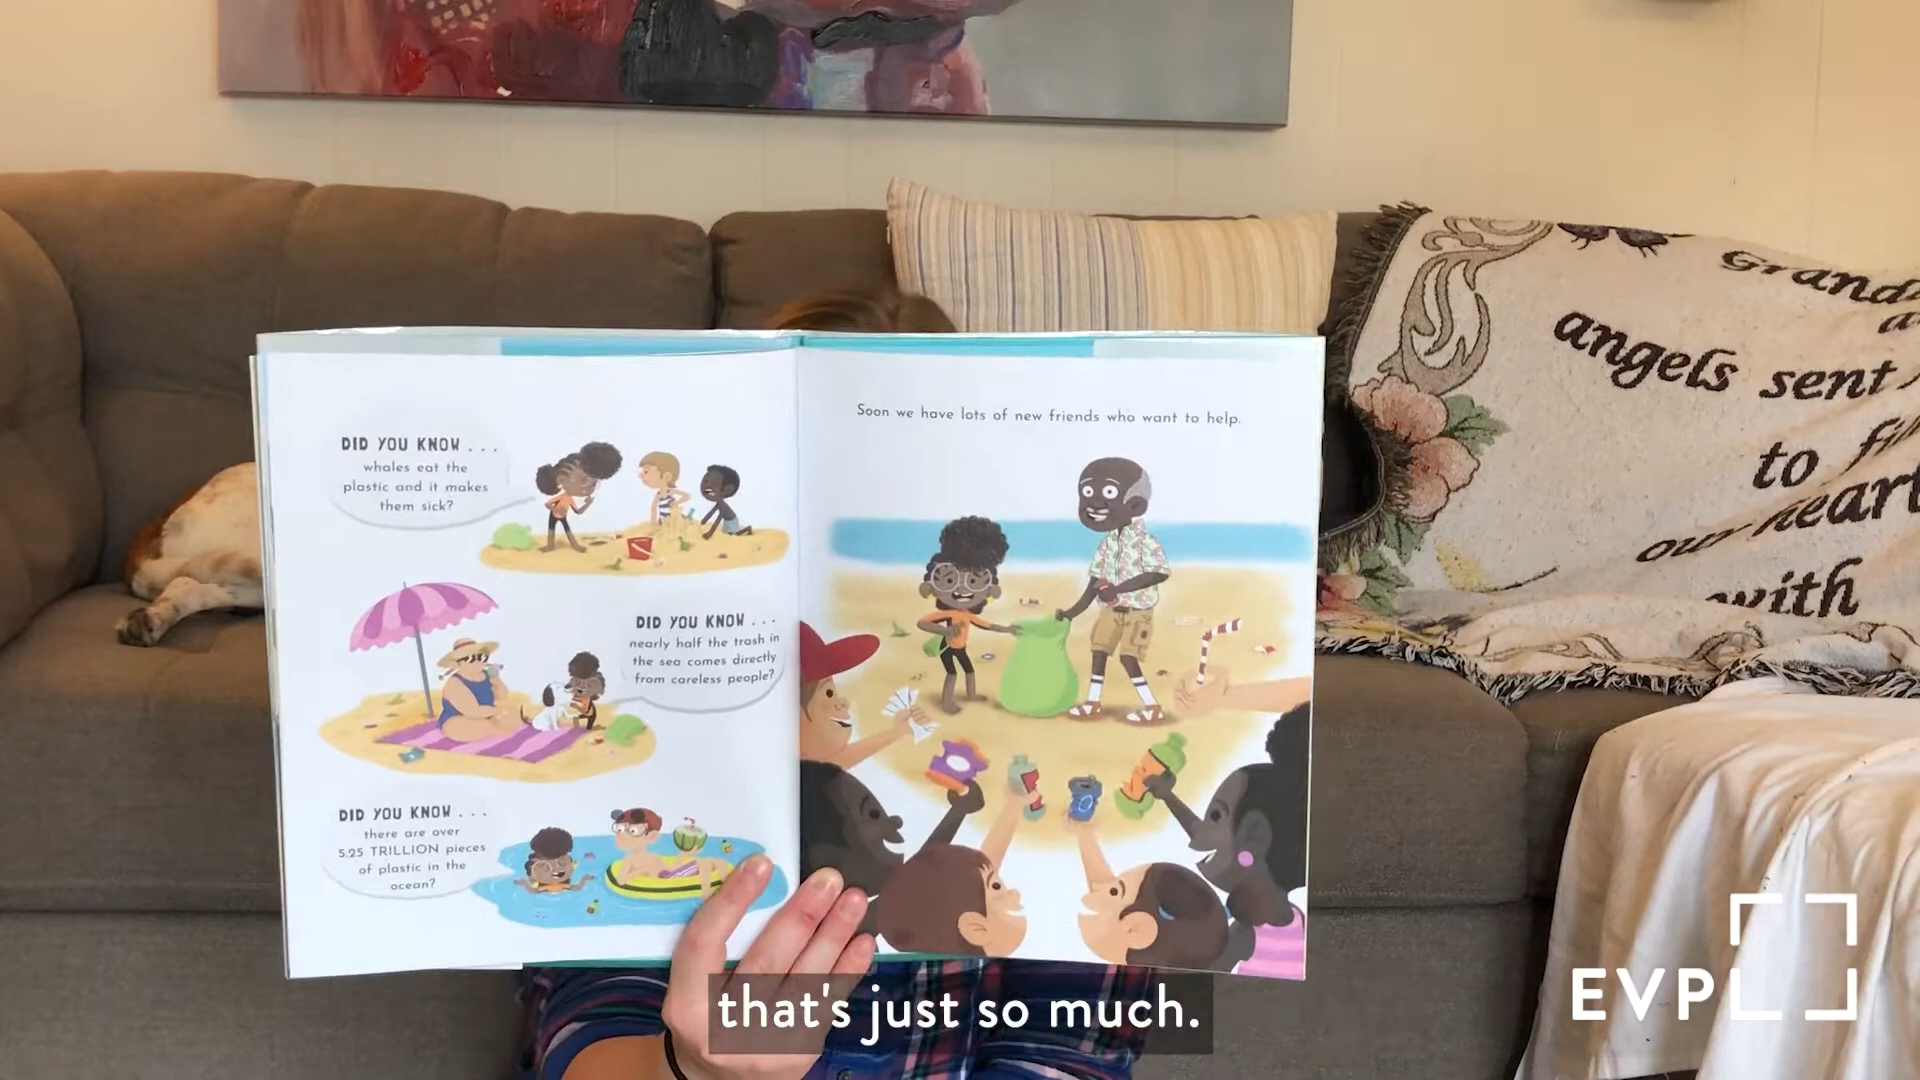 DID YOU KNOW . . .
whales eat the
plastic and it makes
them sick?
DID YOU KNOW . . .
nearly half the trash in
the sea comes directly
from careless people?
DID YOU KNOW . . .
there are over
5.25 TRILLION pieces
of plastic in the
ocean?
Soon we have lots of new friends who want to help.
angels sent
to
our heart
with
that's just so much.
EVPL